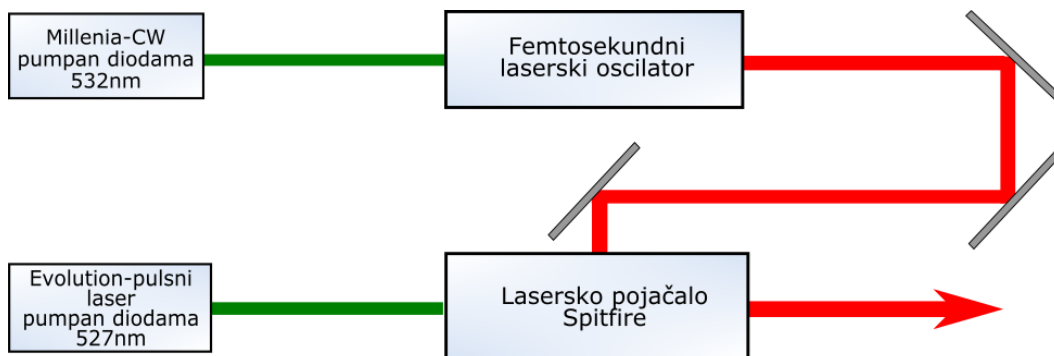 Millenia-CW
pumpan diodama
532nm
Femtosekundni
laserski oscilator
Evolution-pulsni
laser
pumpan diodama
527nm
Lasersko pojačalo
Spitfire